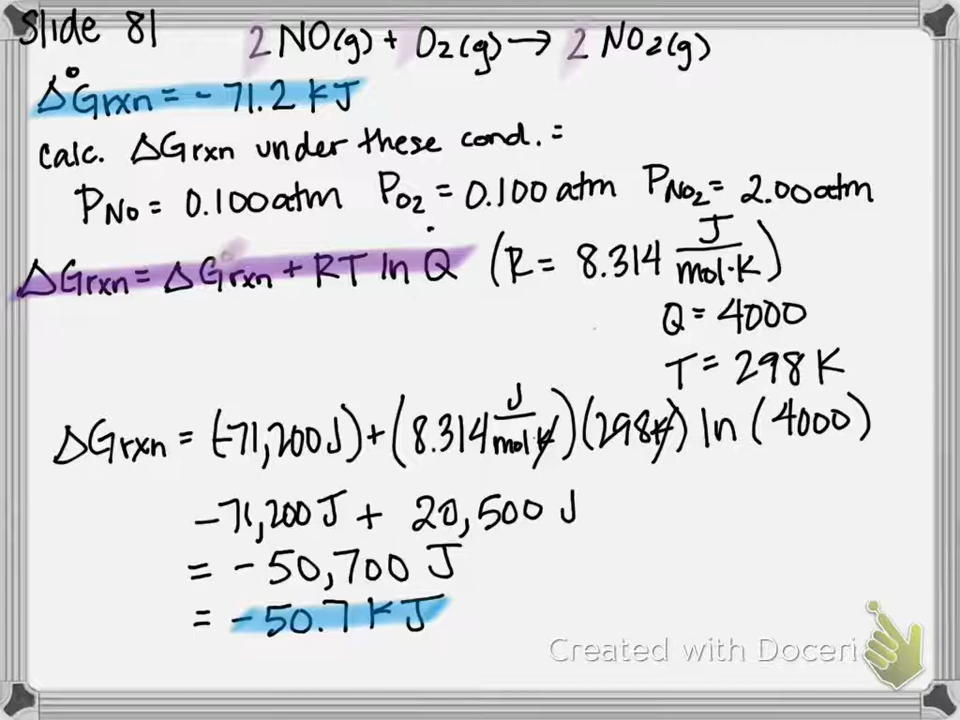 Slide 81
2 NO(g) + O₂(g) → 2 NO₂(g)
ΔG°rxn = -71.2 kJ
calc. ΔGrxn under these cond. =
PNO = 0.100 atm PO₂ = 0.100 atm PNO₂ = 2.00 atm
ΔGrxn = ΔG°rxn + RT ln Q (R = 8.314 J/mol·K)
Q = 4000
T = 298 K
ΔGrxn = (-71,200 J) + (8.314 J/mol·K)(298K) ln (4000)
-71,200 J + 20,500 J
= -50,700 J
= -50.7 kJ
Created with Doceri